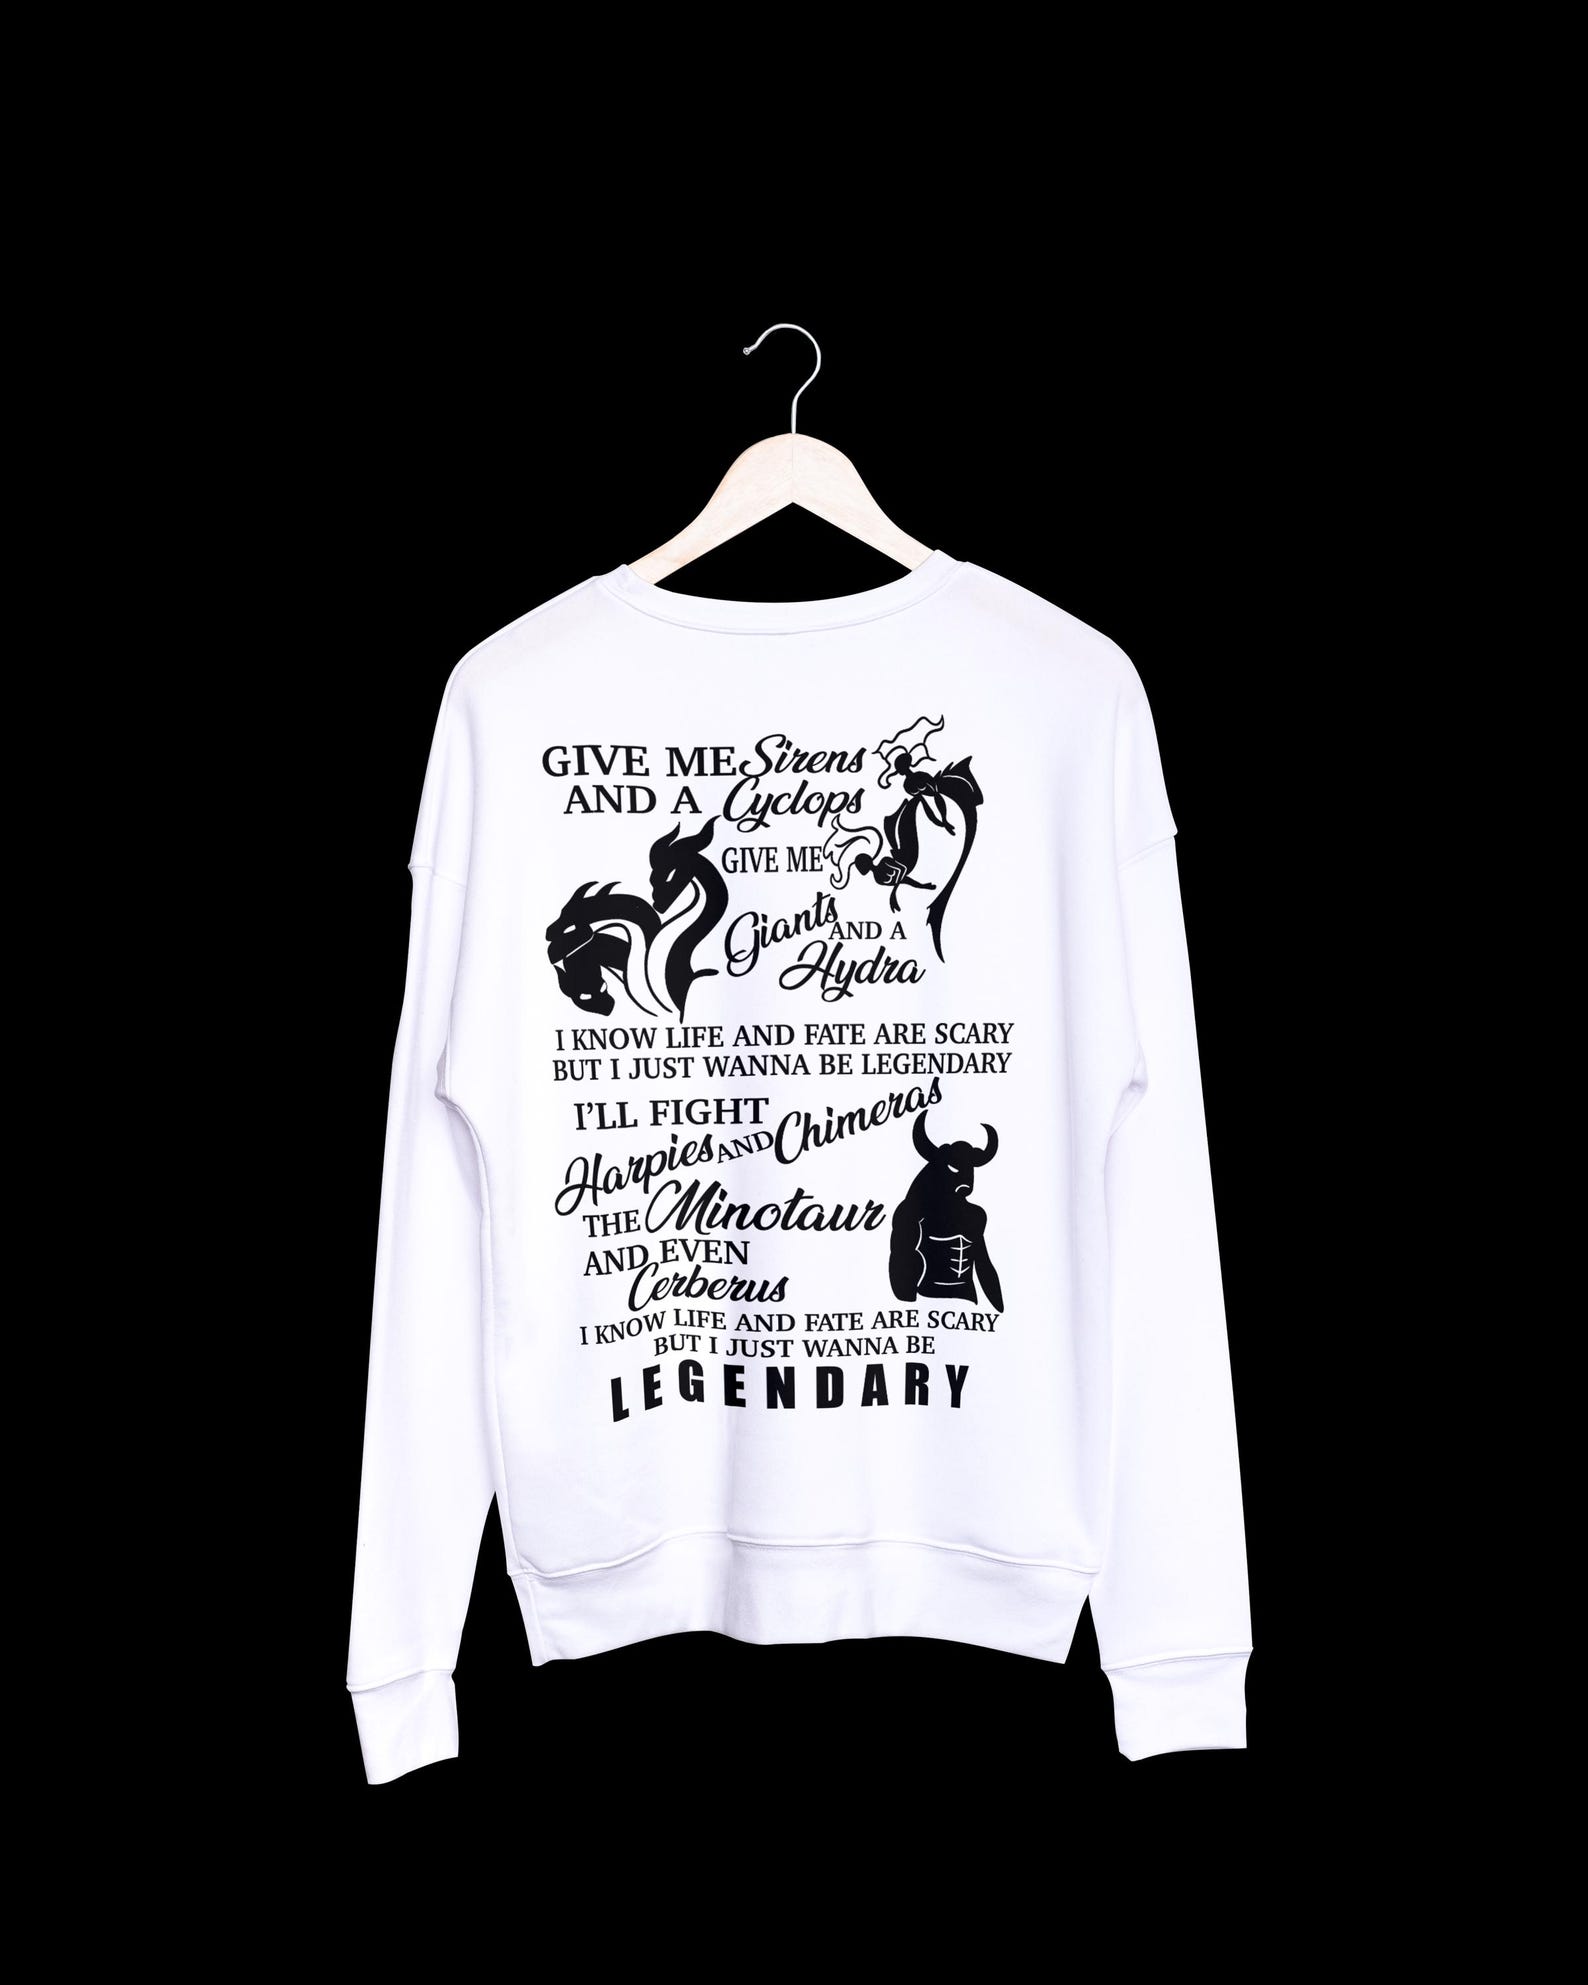 GIVE ME Sirens
AND A Cyclops
GIVE ME
Giants AND A
Hydra
I KNOW LIFE AND FATE ARE SCARY
BUT I JUST WANNA BE LEGENDARY
I'LL FIGHT
Harpies AND Chimeras
THE Minotaur
AND EVEN
Cerberus
I KNOW LIFE AND FATE ARE SCARY
BUT I JUST WANNA BE
LEGENDARY